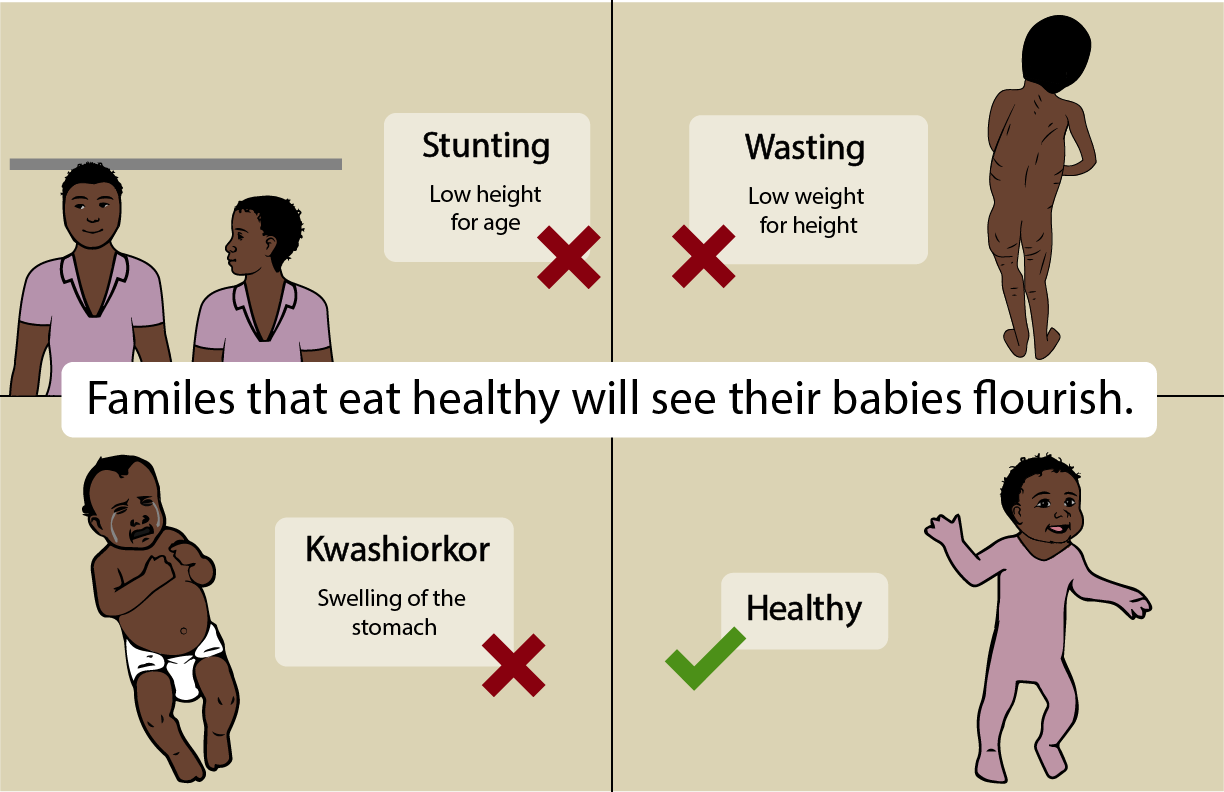 Stunting
Low height
for age
Wasting
Low weight
for height
Familes that eat healthy will see their babies flourish.
Kwashiorkor
Swelling of the
stomach
Healthy